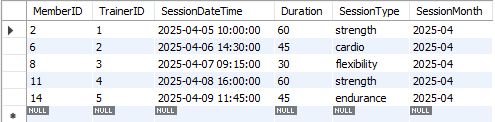 MemberID TrainerID SessionDateTime Duration SessionType SessionMonth
2 1 2025-04-05 10:00:00 60 strength 2025-04
6 2 2025-04-06 14:30:00 45 cardio 2025-04
8 3 2025-04-07 09:15:00 30 flexibility 2025-04
11 4 2025-04-08 16:00:00 60 strength 2025-04
14 5 2025-04-09 11:45:00 45 endurance 2025-04
NULL NULL NULL NULL NULL NULL